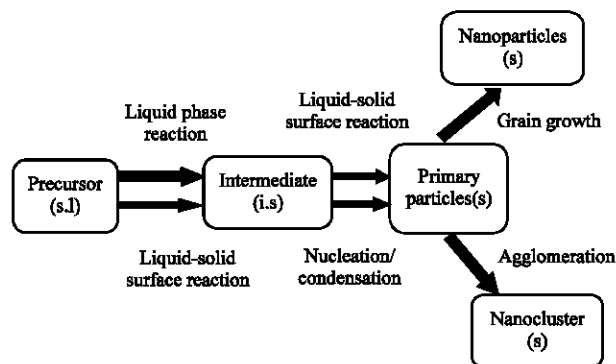 Nanoparticles
(s)
Liquid phase
reaction
Liquid-solid
surface reaction
Grain growth
Precursor
(s.l)
Intermediate
(i.s)
Primary
particles(s)
Liquid-solid
surface reaction
Nucleation/
condensation
Agglomeration
Nanocluster
(s)